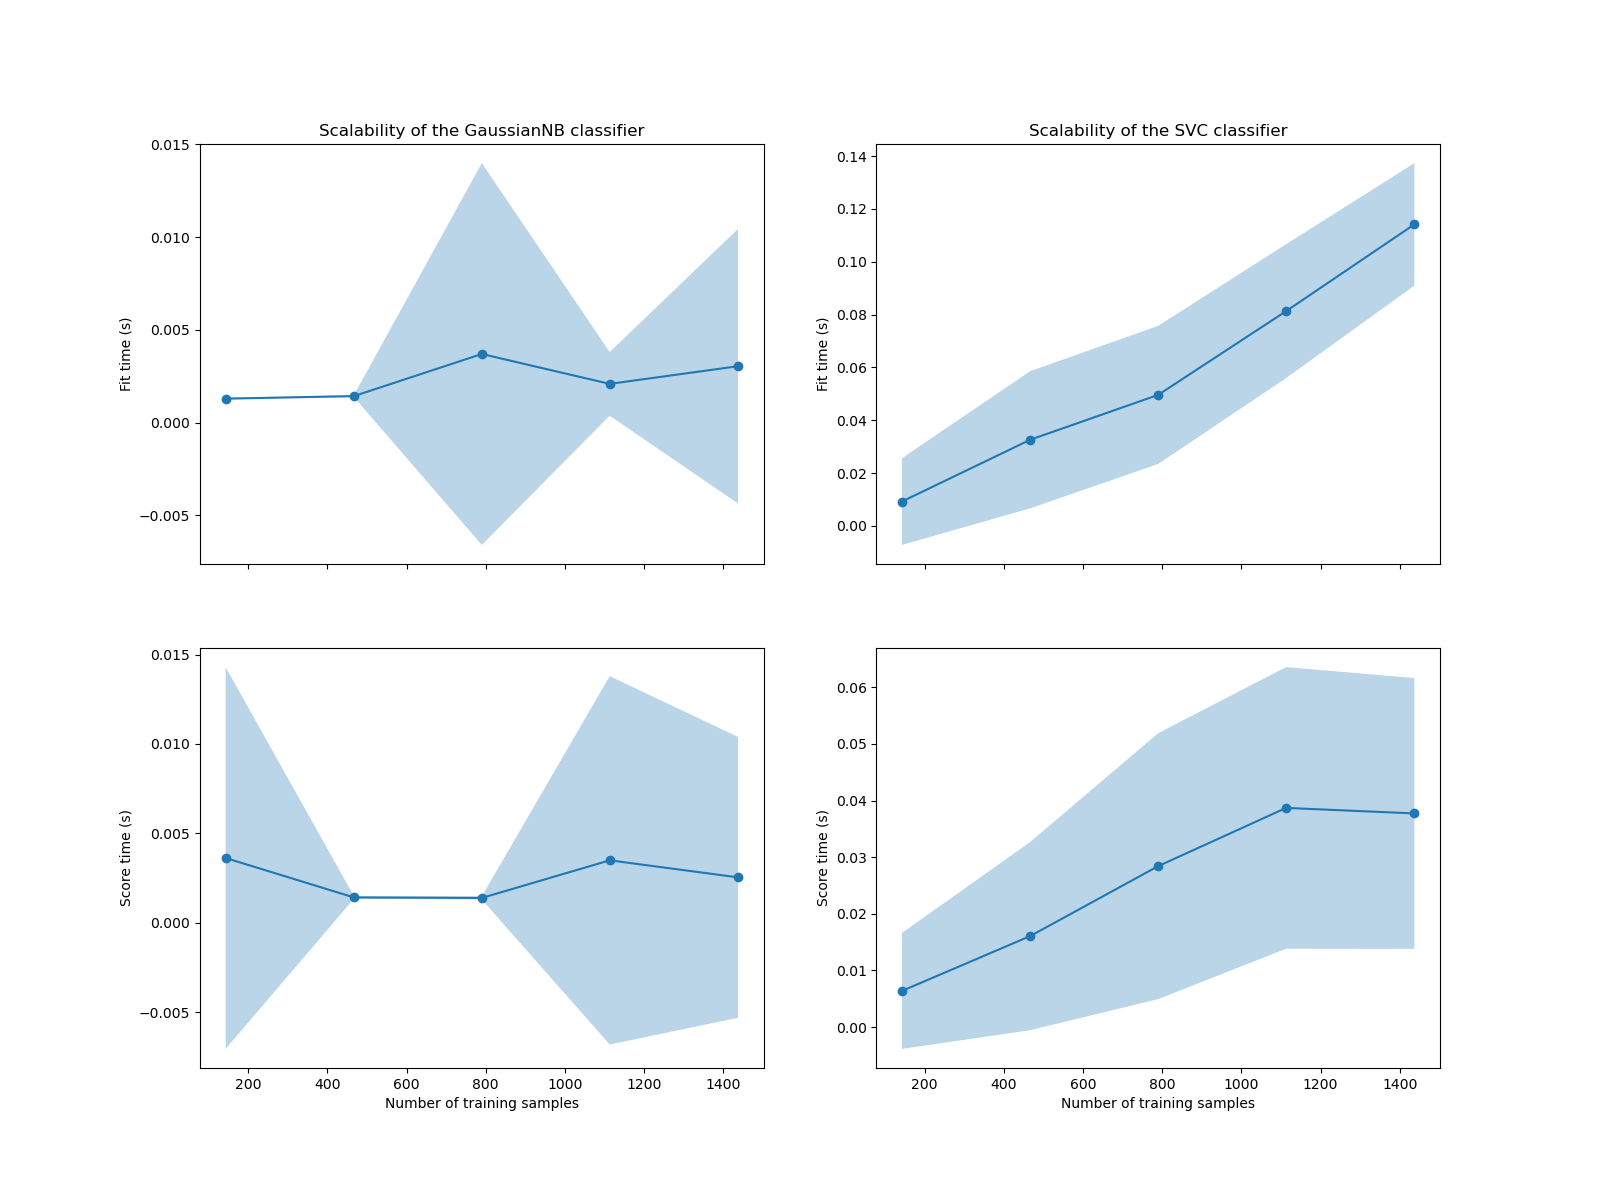 Scalability of the GaussianNB classifier
0.015
0.010
0.005
0.000
−0.005
Fit time (s)
Scalability of the SVC classifier
0.14
0.12
0.10
0.08
0.06
0.04
0.02
0.00
Fit time (s)
0.015
0.010
0.005
0.000
−0.005
Score time (s)
200 400 600 800 1000 1200 1400
Number of training samples
0.06
0.05
0.04
0.03
0.02
0.01
0.00
Score time (s)
200 400 600 800 1000 1200 1400
Number of training samples